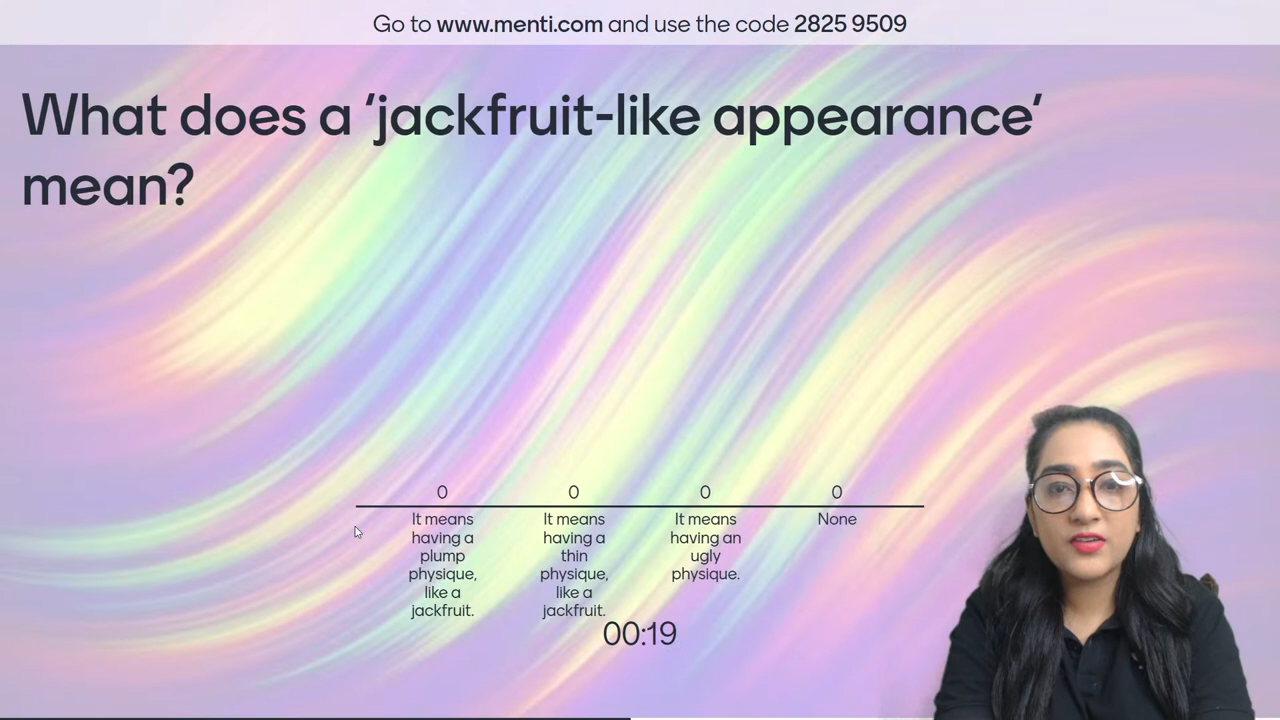 Go to www.menti.com and use the code 2825 9509
What does a ‘jackfruit-like appearance’
mean?
0
0
0
0
It means
having a
plump
physique,
like a
jackfruit.
It means
having a
thin
physique,
like a
jackfruit.
It means
having an
ugly
physique.
None
00:19